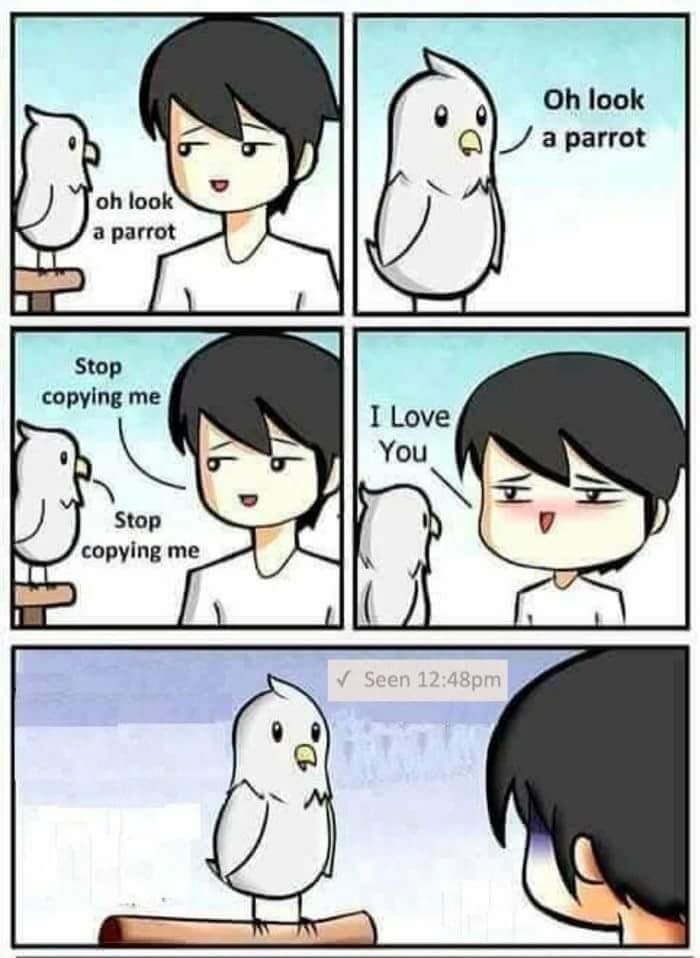 oh look
a parrot
Oh look
a parrot
Stop
copying me
Stop
copying me
I Love
You
✓ Seen 12:48pm